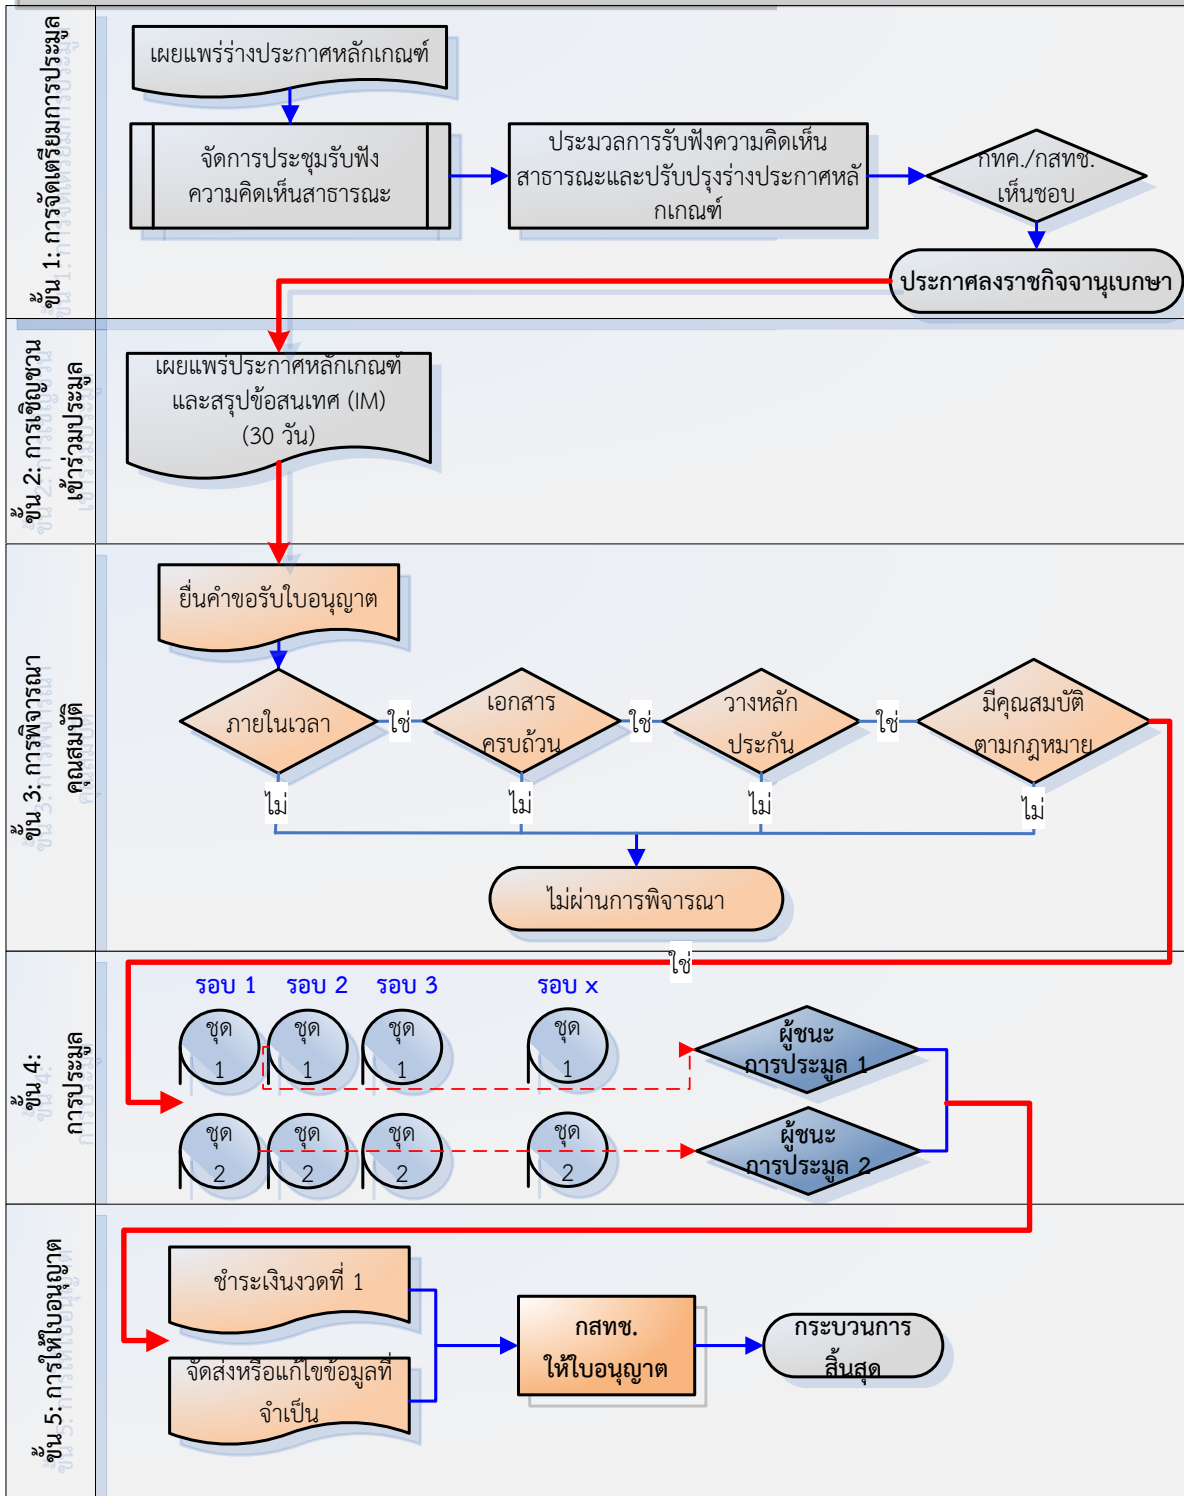 ขั้น 1: การจัดเตรียมการประมูล
เผยแพร่ร่างประกาศหลักเกณฑ์
จัดการประชุมรับฟัง
ความคิดเห็นสาธารณะ
ประมวลการรับฟังความคิดเห็น
สาธารณะและปรับปรุงร่างประกาศหลั
กเกณฑ์
กทค./กสทช.
เห็นชอบ
ประกาศลงราชกิจจานุเบกษา
ขั้น 2: การเชิญชวน
เข้าร่วมประมูล
เผยแพร่ประกาศหลักเกณฑ์
และสรุปข้อสนเทศ (IM)
(30 วัน)
ขั้น 3: การพิจารณา
คุณสมบัติ
ยื่นคำขอรับใบอนุญาต
ภายในเวลา
ใช่
เอกสาร
ครบถ้วน
ใช่
วางหลัก
ประกัน
ใช่
มีคุณสมบัติ
ตามกฎหมาย
ไม่
ไม่
ไม่
ไม่
ไม่ผ่านการพิจารณา
ใช่
ขั้น 4:
การประมูล
รอบ 1 รอบ 2 รอบ 3 รอบ x
ชุด ชุด ชุด ชุด
1 1 1 1
ผู้ชนะ
การประมูล 1
ชุด ชุด ชุด ชุด
2 2 2 2
ผู้ชนะ
การประมูล 2
ขั้น 5: การให้ใบอนุญาต
ชำระเงินงวดที่ 1
จัดส่งหรือแก้ไขข้อมูลที่
จำเป็น
กสทช.
ให้ใบอนุญาต
กระบวนการ
สิ้นสุด